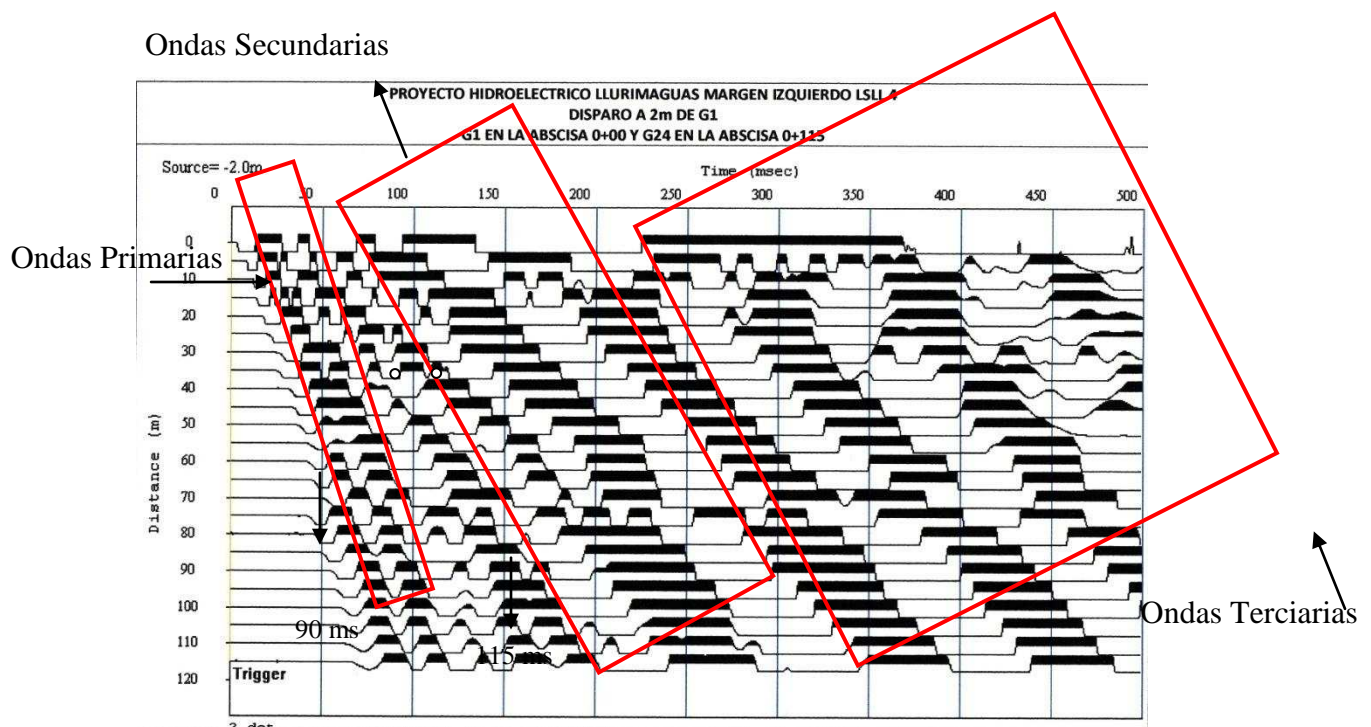 Ondas Secundarias
PROYECTO HIDROELECTRICO LLURIMAGUAS MARGEN IZQUIERDO LSLI 4
DISPARO A 2m DE G1
G1 EN LA ABSCISA 0+00 Y G24 EN LA ABSCISA 0+115
Source= -2.0m
Time (msec)
0 50 100 150 200 250 300 350 400 450 500
Ondas Primarias
Distance (m)
0
10
20
30
40
50
60
70
80
90
100
110
120
90 ms
115 ms
Ondas Terciarias
Trigger